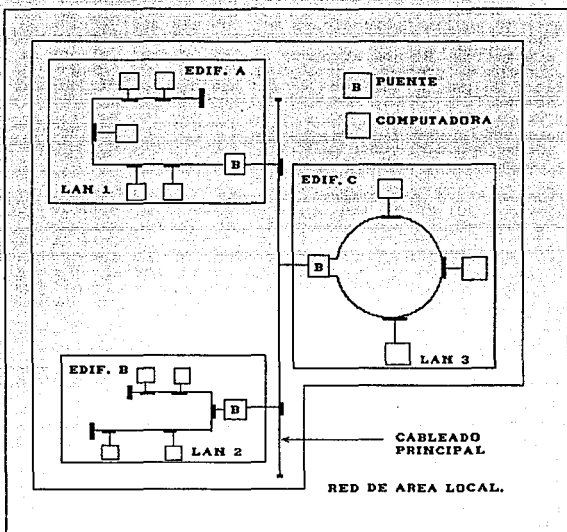 EDIF. A
B PUENTE
COMPUTADORA
B
LAN 1
EDIF. C
B
LAN 3
EDIF. B
B
LAN 2
CABLEADO
PRINCIPAL
RED DE AREA LOCAL.